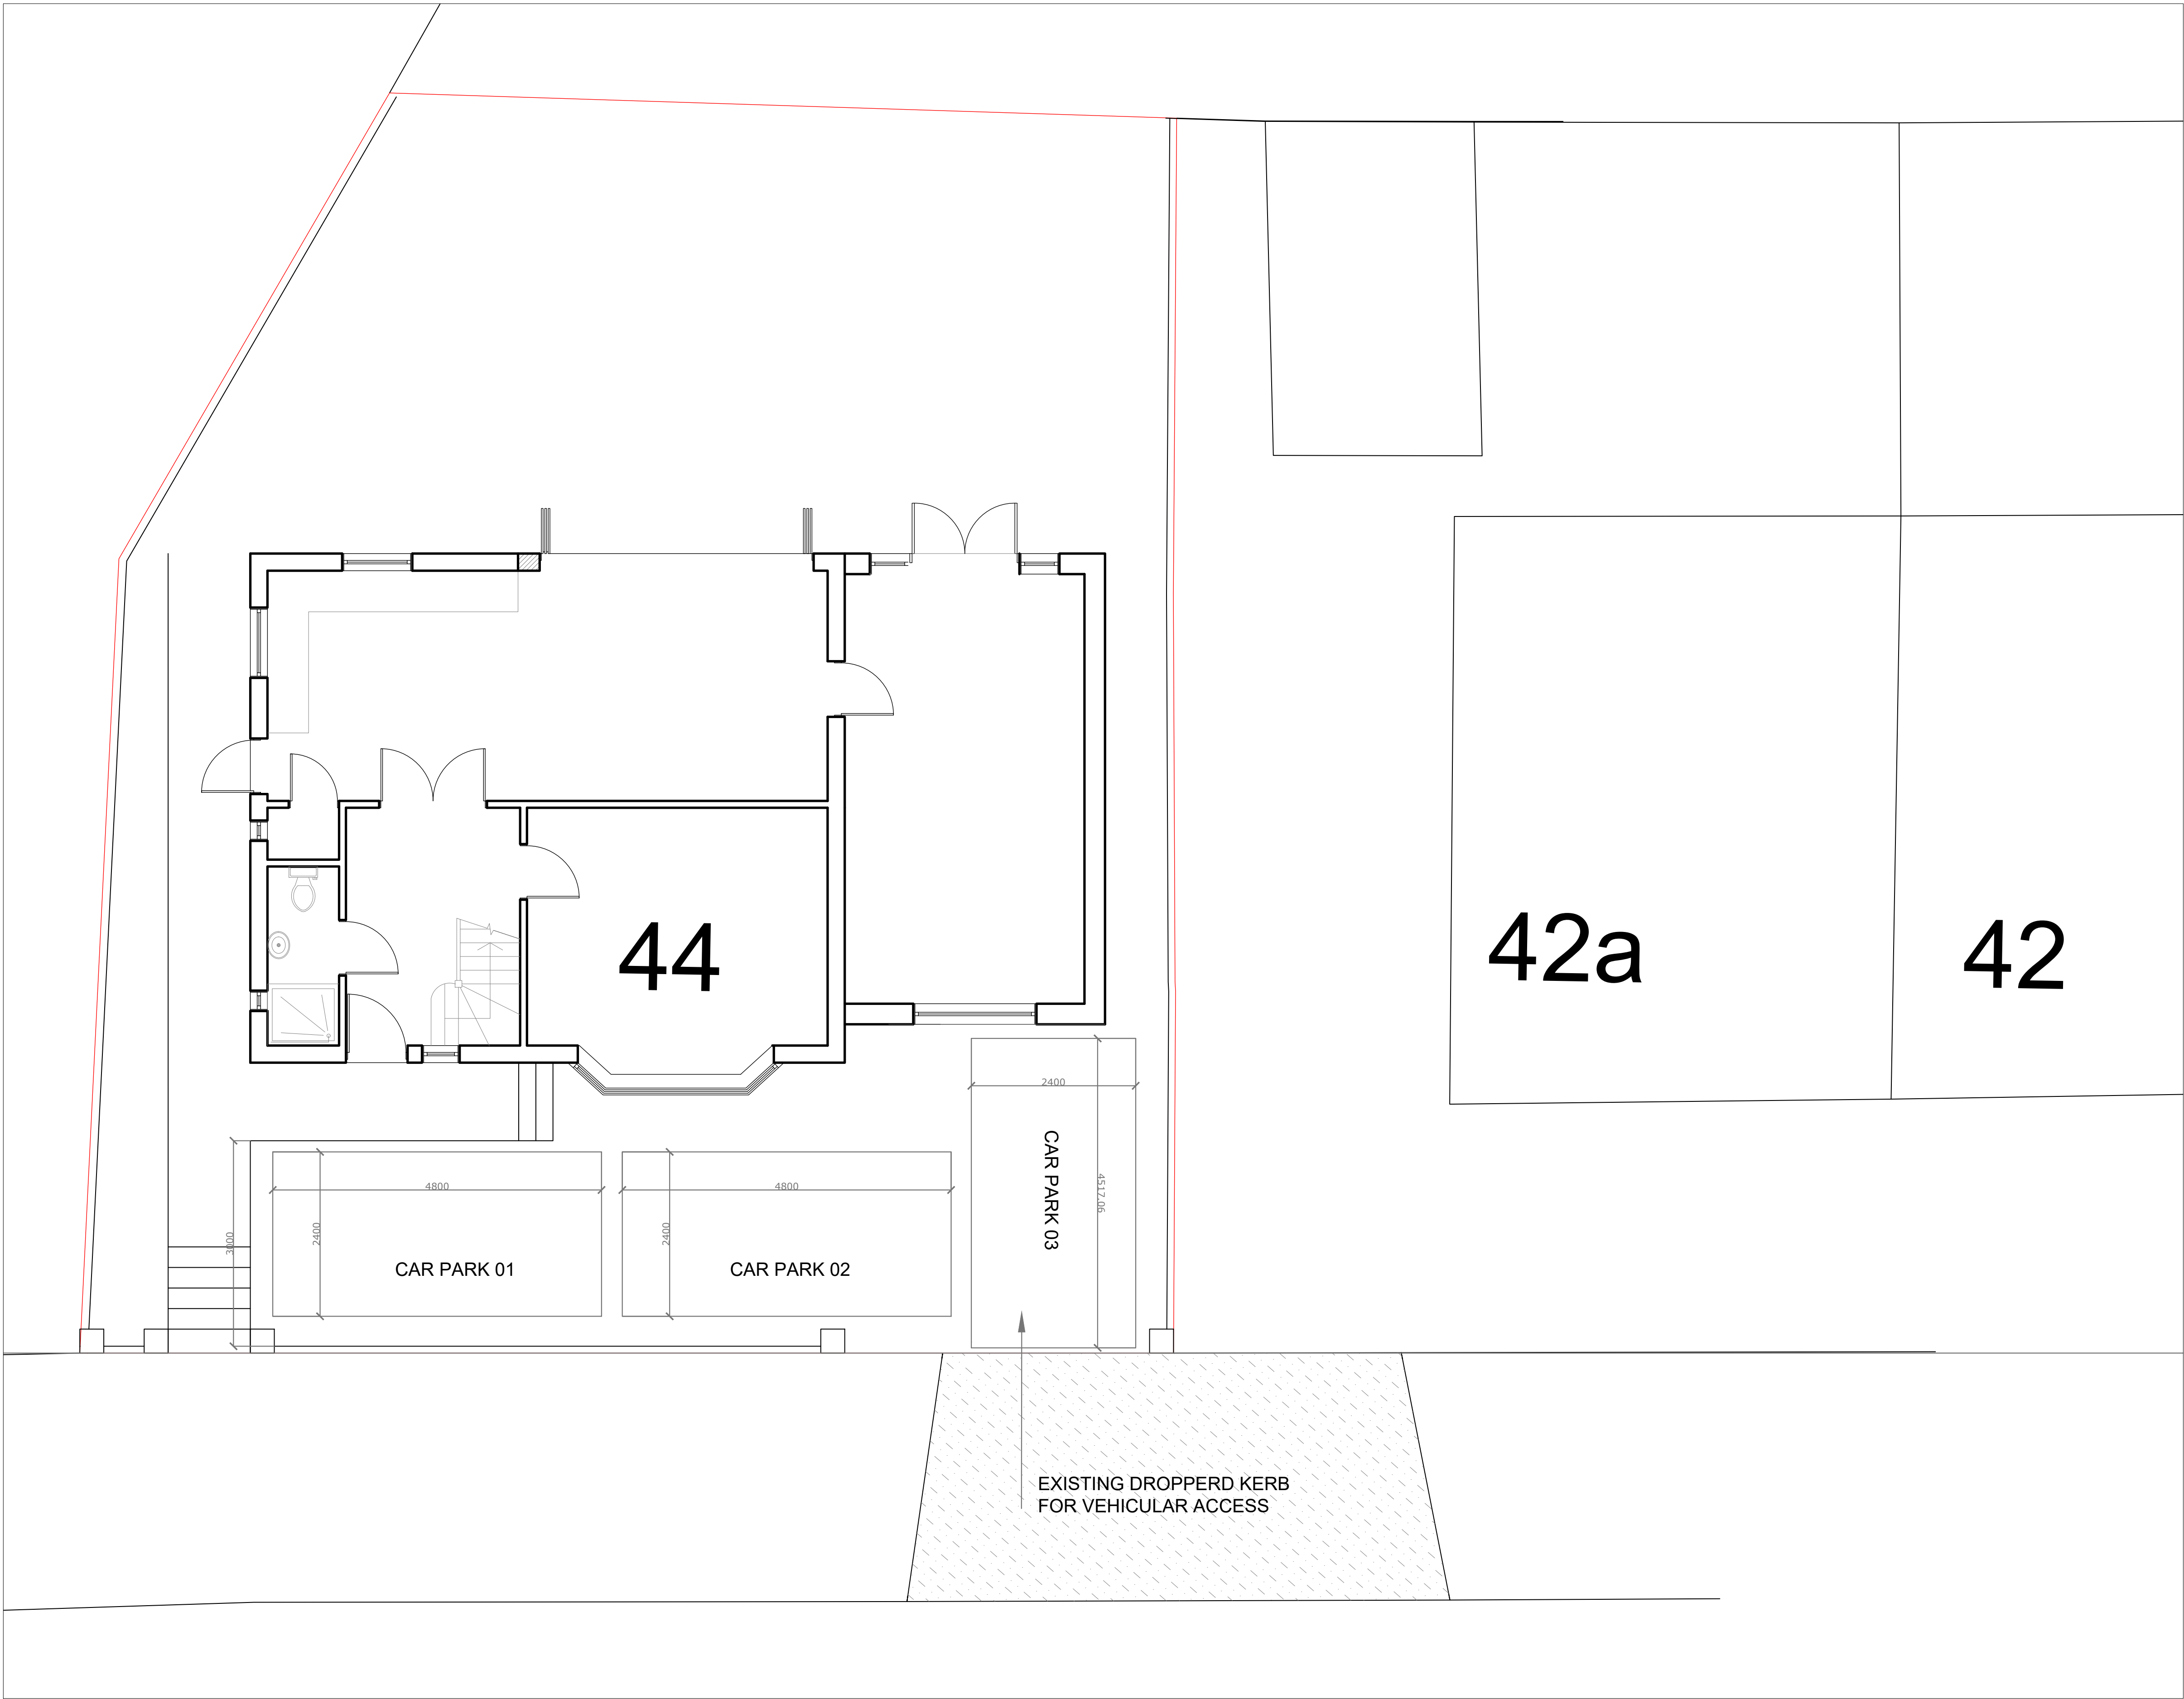 44
42a
42
2400
4517.06
CAR PARK 03
4800
2400
3000
CAR PARK 01
4800
2400
CAR PARK 02
EXISTING DROPPERD KERB
FOR VEHICULAR ACCESS